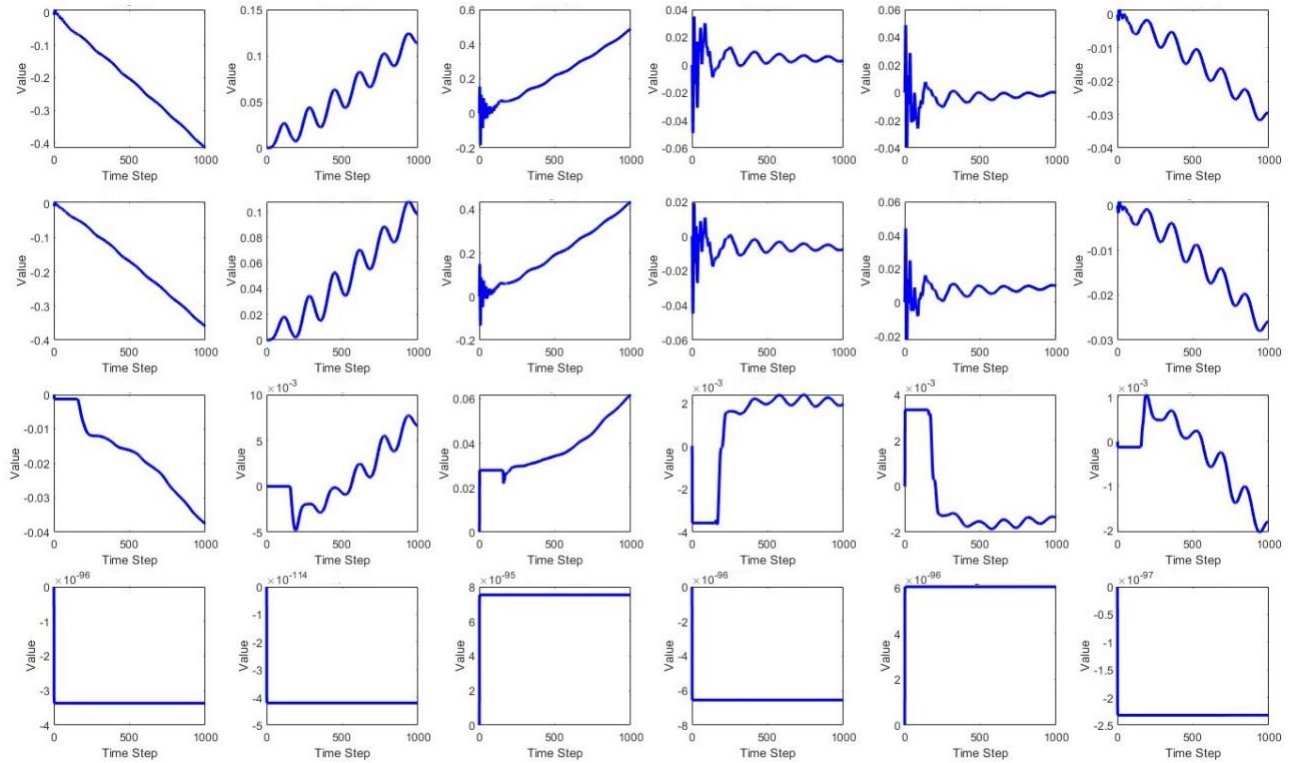 0
-0.1
-0.2
-0.3
-0.4
Value
0 500 1000
Time Step
0.15
0.1
0.05
0
Value
0 500 1000
Time Step
0.6
0.4
0.2
0
-0.2
Value
0 500 1000
Time Step
0.04
0.02
0
-0.02
-0.04
-0.06
Value
0 500 1000
Time Step
0.06
0.04
0.02
0
-0.02
-0.04
Value
0 500 1000
Time Step
0
-0.01
-0.02
-0.03
-0.04
Value
0 500 1000
Time Step
0
-0.1
-0.2
-0.3
-0.4
Value
0 500 1000
Time Step
0.1
0.08
0.06
0.04
0.02
0
Value
0 500 1000
Time Step
0.4
0.2
0
-0.2
Value
0 500 1000
Time Step
0.02
0
-0.02
-0.04
-0.06
Value
0 500 1000
Time Step
0.06
0.04
0.02
0
-0.02
Value
0 500 1000
Time Step
0
-0.01
-0.02
-0.03
Value
0 500 1000
Time Step
0
-0.01
-0.02
-0.03
-0.04
Value
0 500 1000
Time Step
×10⁻³
10
5
0
-5
Value
0 500 1000
Time Step
0.06
0.04
0.02
0
Value
0 500 1000
Time Step
×10⁻³
2
0
-2
-4
Value
0 500 1000
Time Step
×10⁻³
4
2
0
-2
Value
0 500 1000
Time Step
×10⁻³
1
0
-1
-2
Value
0 500 1000
Time Step
×10⁻⁹⁶
0
-1
-2
-3
-4
Value
0 500 1000
Time Step
×10⁻¹¹⁴
0
-1
-2
-3
-4
-5
Value
0 500 1000
Time Step
×10⁻⁹⁵
8
6
4
2
0
Value
0 500 1000
Time Step
×10⁻⁹⁶
0
-2
-4
-6
-8
Value
0 500 1000
Time Step
×10⁻⁹⁶
6
4
2
0
Value
0 500 1000
Time Step
×10⁻⁹⁷
0
-0.5
-1
-1.5
-2
-2.5
Value
0 500 1000
Time Step